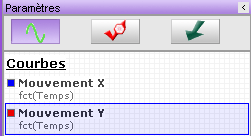 Paramètres
Courbes
Mouvement X
fct(Temps)
Mouvement Y
fct(Temps)